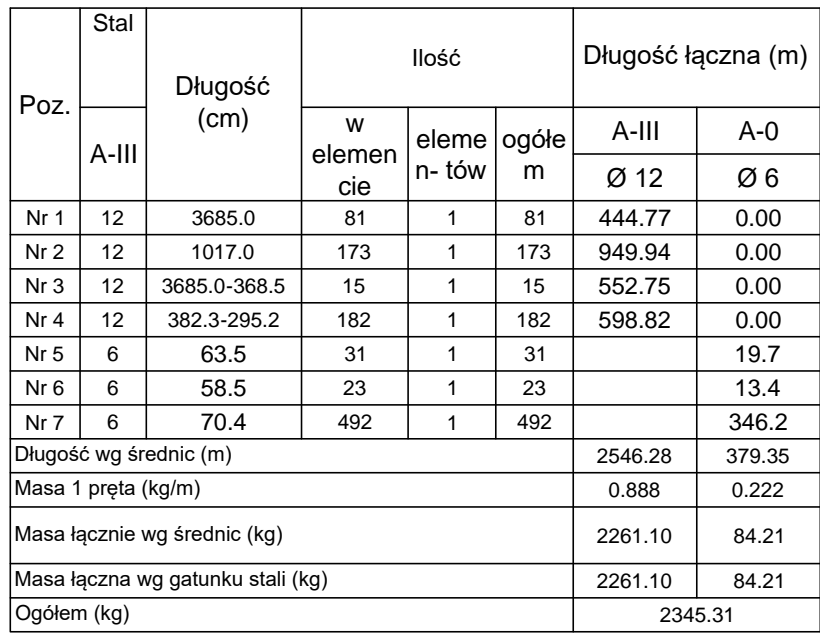 Poz. Stal Długość (cm) Ilość Długość łączna (m)
A-III w elemen cie eleme n- tów ogółe m A-III A-0
Ø 12 Ø 6
Nr 1 12 3685.0 81 1 81 444.77 0.00
Nr 2 12 1017.0 173 1 173 949.94 0.00
Nr 3 12 3685.0-368.5 15 1 15 552.75 0.00
Nr 4 12 382.3-295.2 182 1 182 598.82 0.00
Nr 5 6 63.5 31 1 31 19.7
Nr 6 6 58.5 23 1 23 13.4
Nr 7 6 70.4 492 1 492 346.2
Długość wg średnic (m) 2546.28 379.35
Masa 1 pręta (kg/m) 0.888 0.222
Masa łącznie wg średnic (kg) 2261.10 84.21
Masa łączna wg gatunku stali (kg) 2261.10 84.21
Ogółem (kg) 2345.31